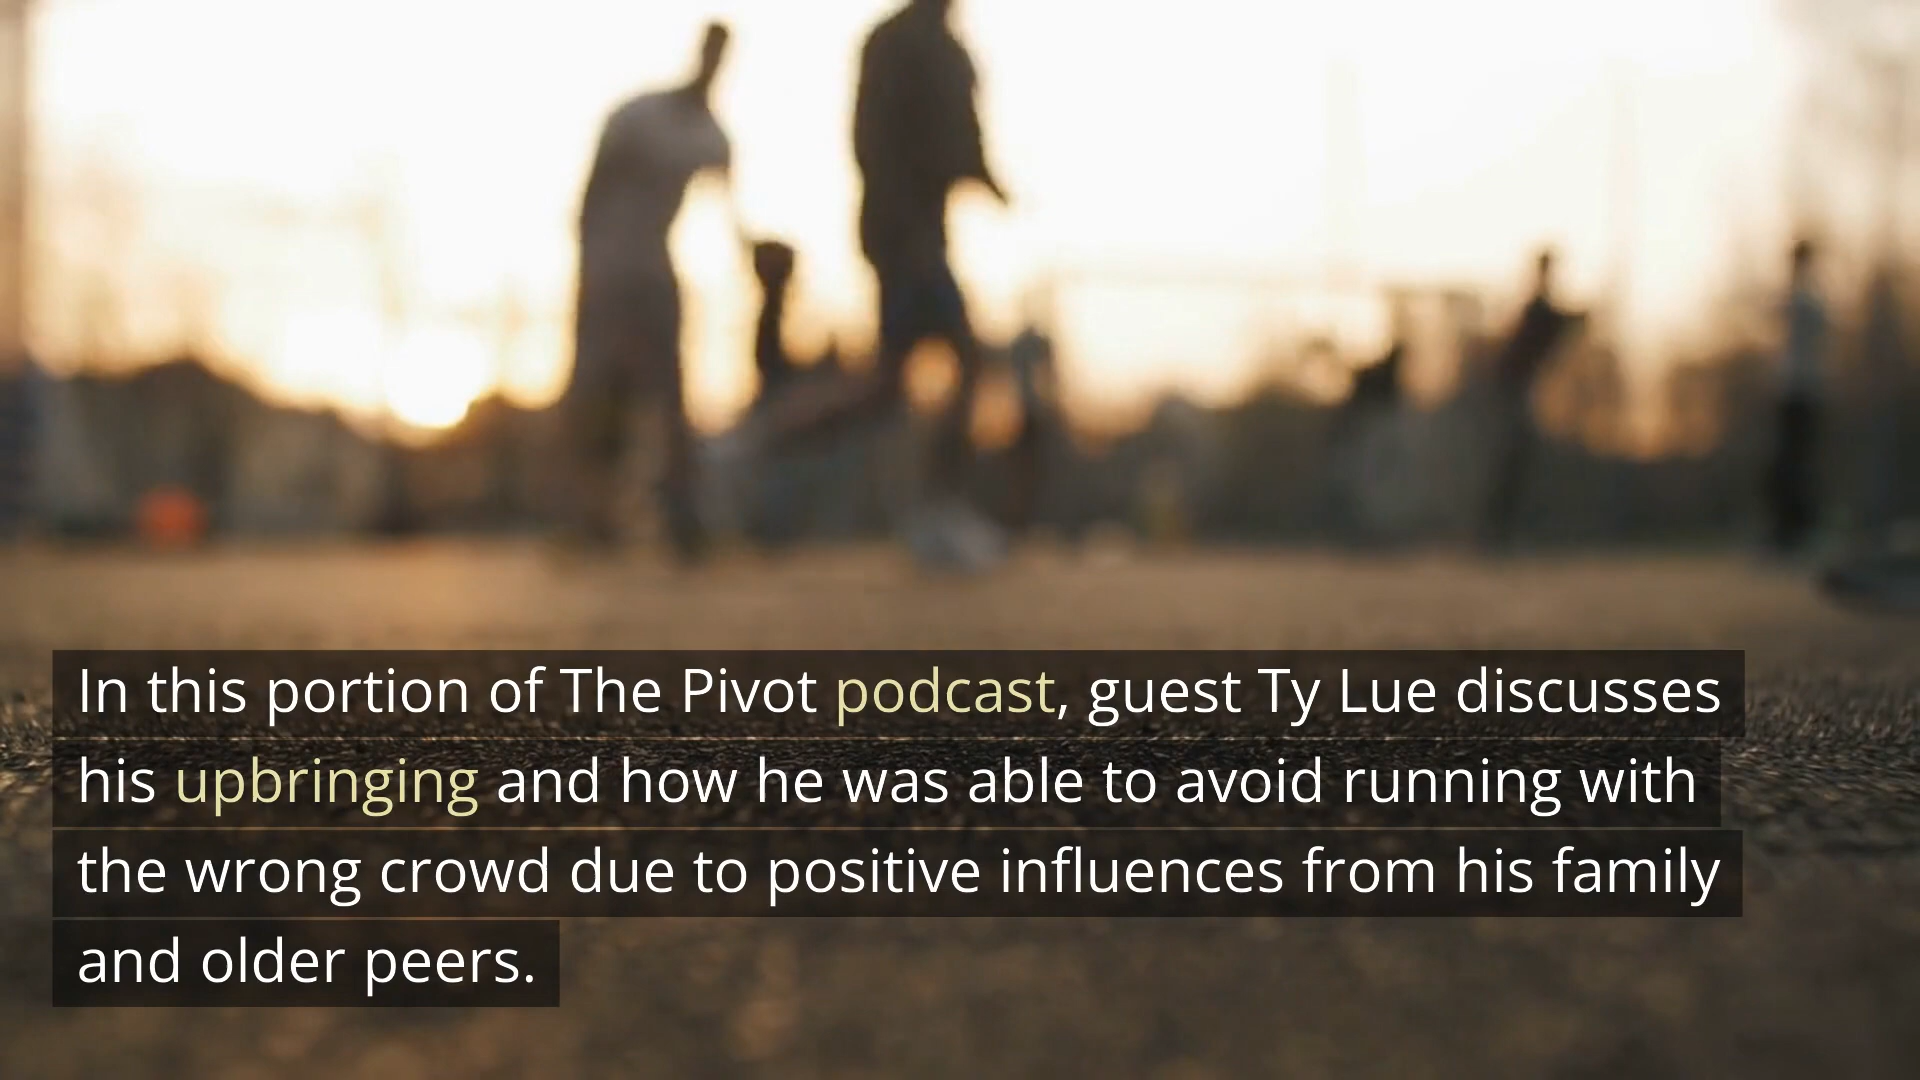 In this portion of The Pivot podcast, guest Ty Lue discusses
his upbringing and how he was able to avoid running with
the wrong crowd due to positive influences from his family
and older peers.